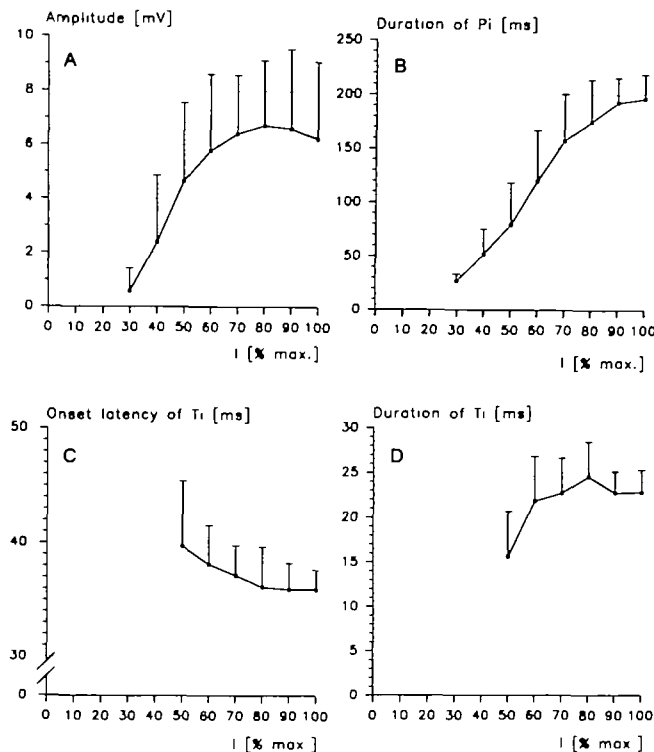 Amplitude [mV]
A
10
8
6
4
2
0
0 10 20 30 40 50 60 70 80 90 100
I [% max.]
Duration of Pi [ms]
B
250
200
150
100
50
0
0 10 20 30 40 50 60 70 80 90 100
I [% max.]
Onset latency of Ti [ms]
C
50
40
30
0
0 10 20 30 40 50 60 70 80 90 100
I [% max]
Duration of Ti [ms]
D
30
25
20
15
10
5
0
0 10 20 30 40 50 60 70 80 90 100
I [% max]